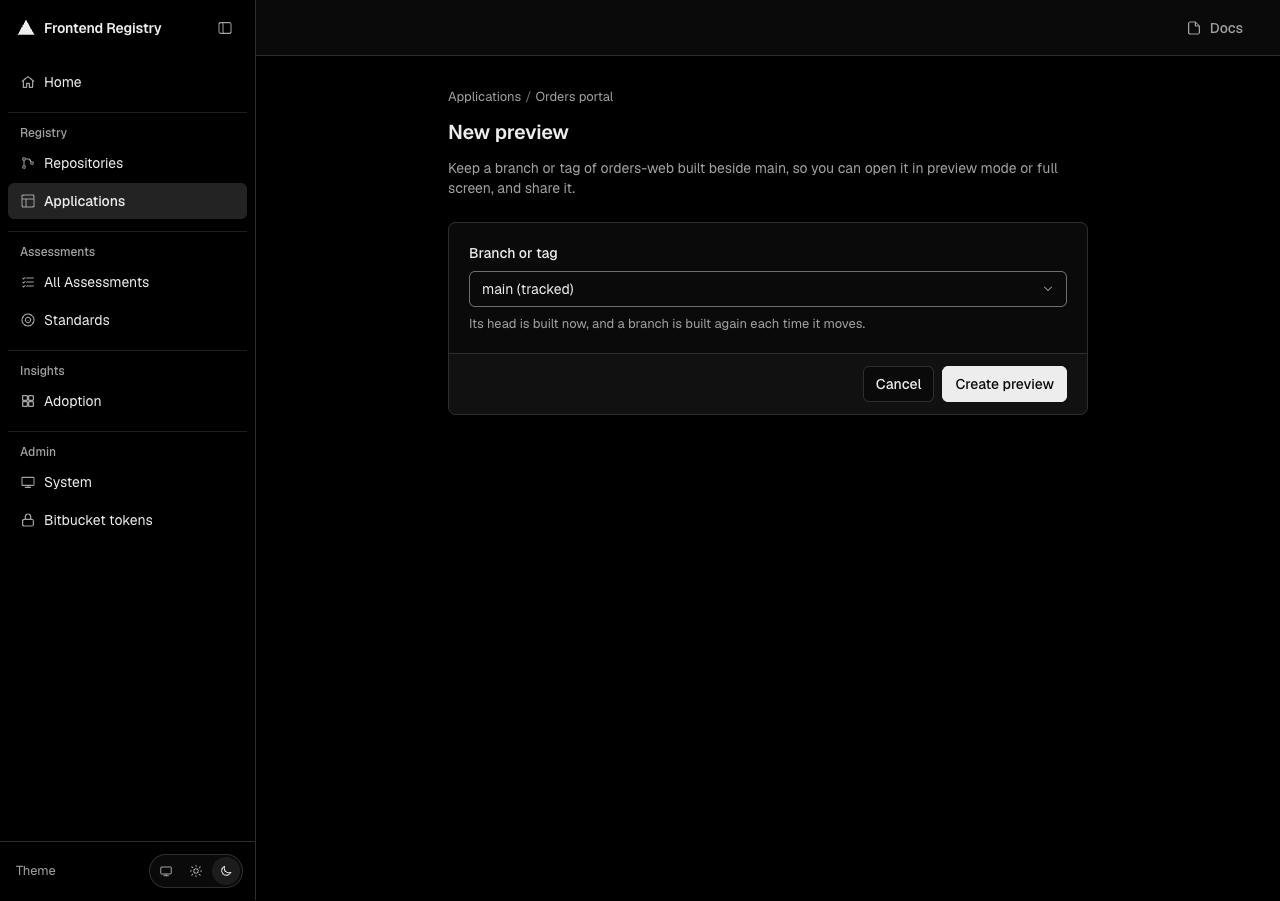 Frontend Registry
Docs
Home
Registry
Repositories
Applications
Assessments
All Assessments
Standards
Insights
Adoption
Admin
System
Bitbucket tokens
Theme
Applications / Orders portal
New preview
Keep a branch or tag of orders-web built beside main, so you can open it in preview mode or full
screen, and share it.
Branch or tag
main (tracked)
Its head is built now, and a branch is built again each time it moves.
Cancel
Create preview